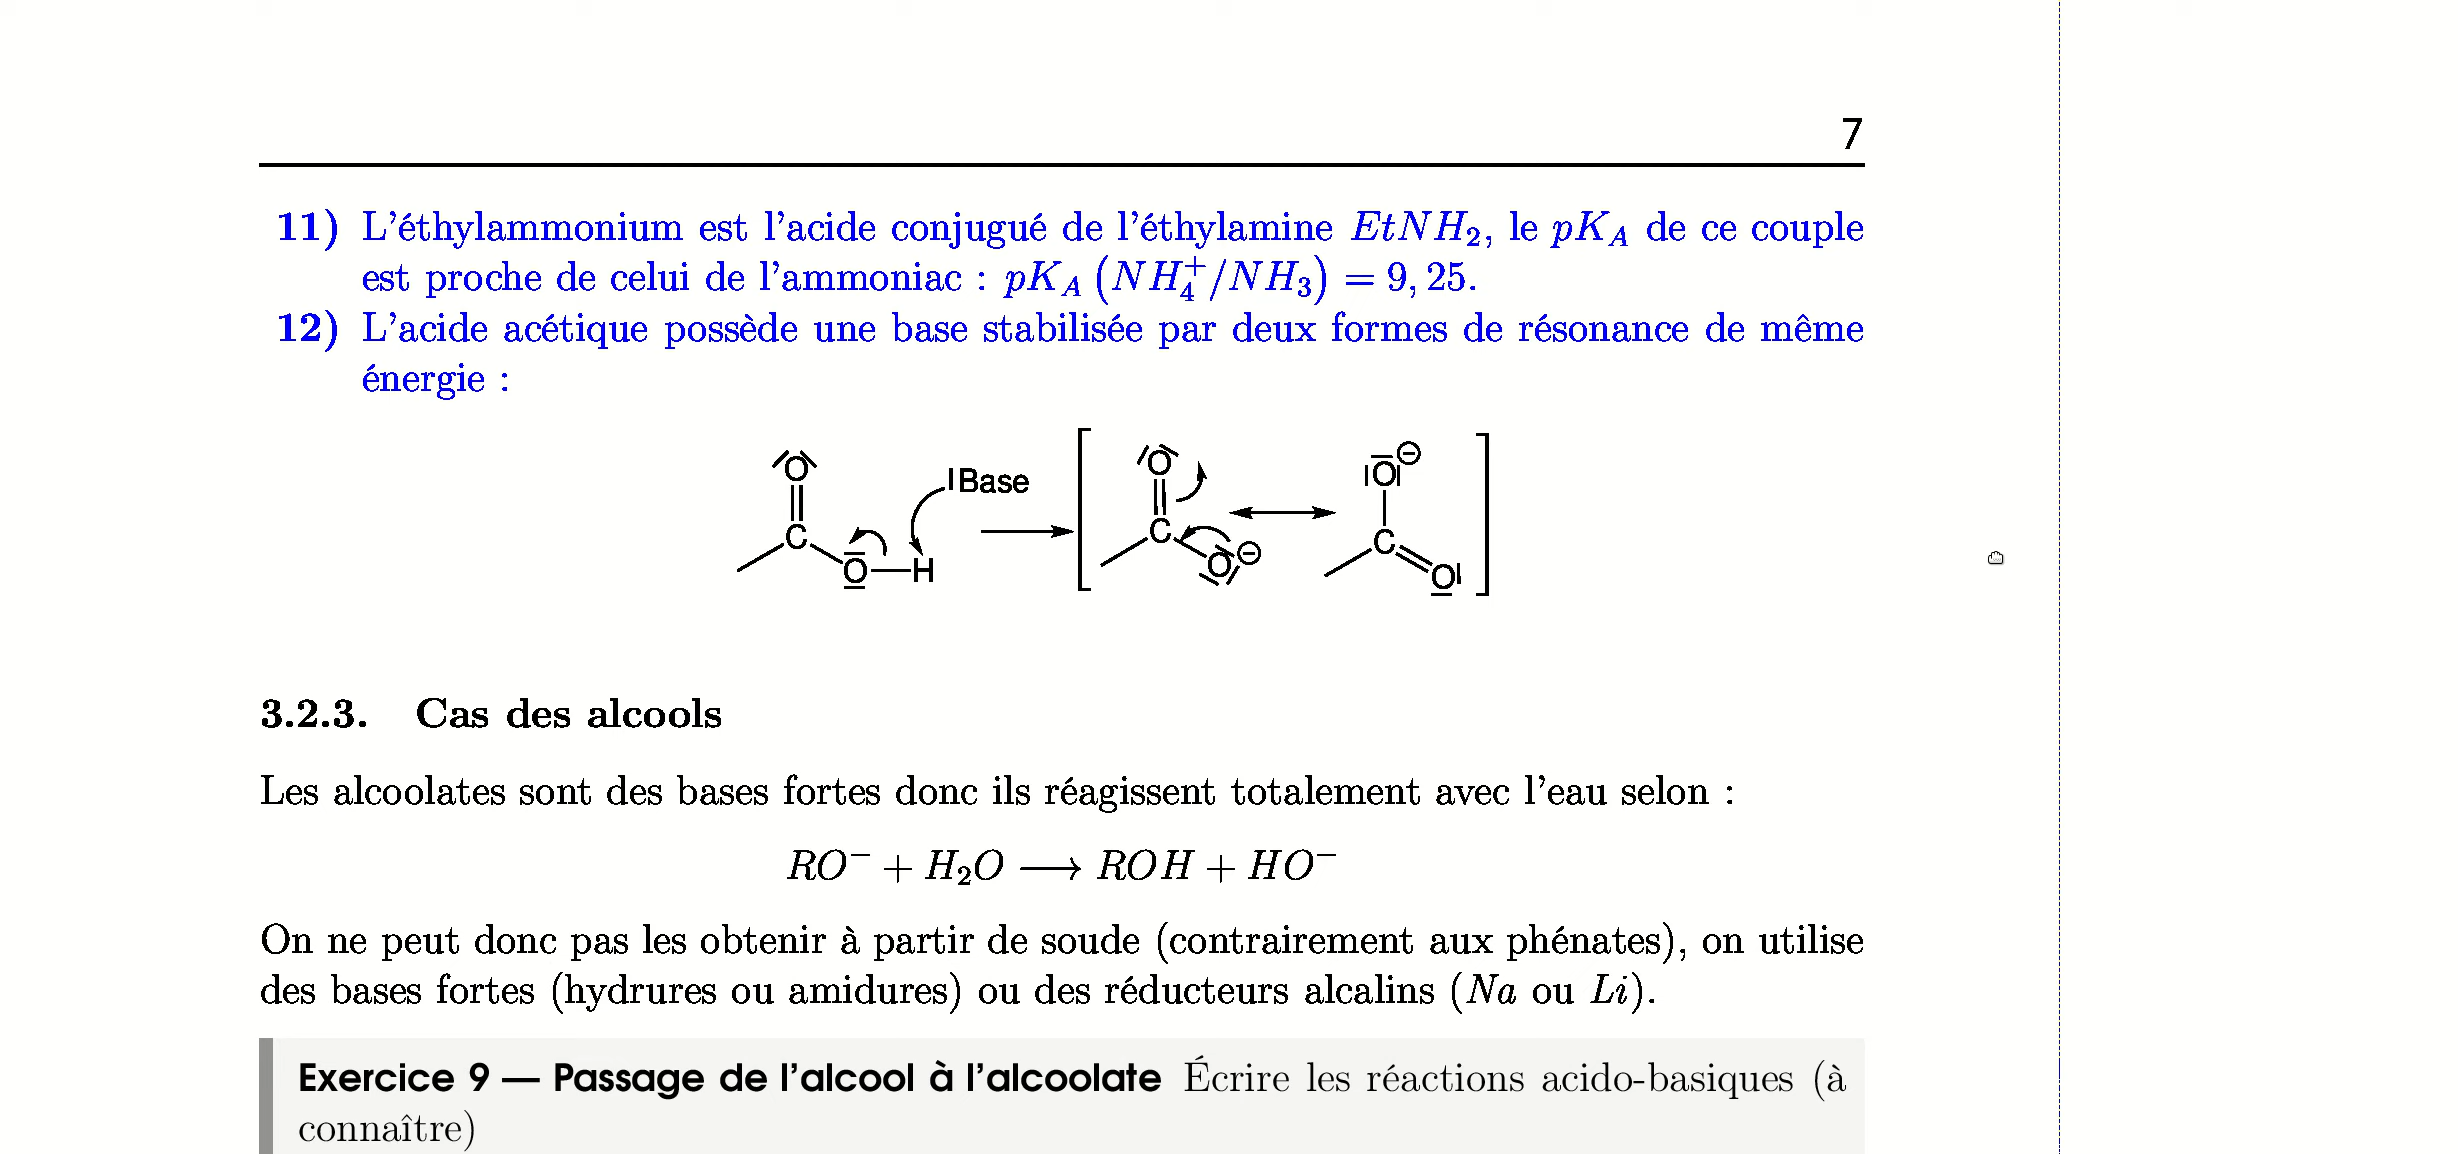 7
11) L'éthylammonium est l'acide conjugué de l'éthylamine EtNH₂, le pK_A de ce couple
est proche de celui de l'ammoniac : pK_A (NH₄⁺/NH₃) = 9, 25.
12) L'acide acétique possède une base stabilisée par deux formes de résonance de même
énergie :
O C O H Base O C O ⊖ O ⊖ C O
3.2.3. Cas des alcools
Les alcoolates sont des bases fortes donc ils réagissent totalement avec l'eau selon :
RO⁻ + H₂O ⟶ ROH + HO⁻
On ne peut donc pas les obtenir à partir de soude (contrairement aux phénates), on utilise
des bases fortes (hydrures ou amidures) ou des réducteurs alcalins (Na ou Li).
Exercice 9 — Passage de l'alcool à l'alcoolate Écrire les réactions acido-basiques (à
connaître)